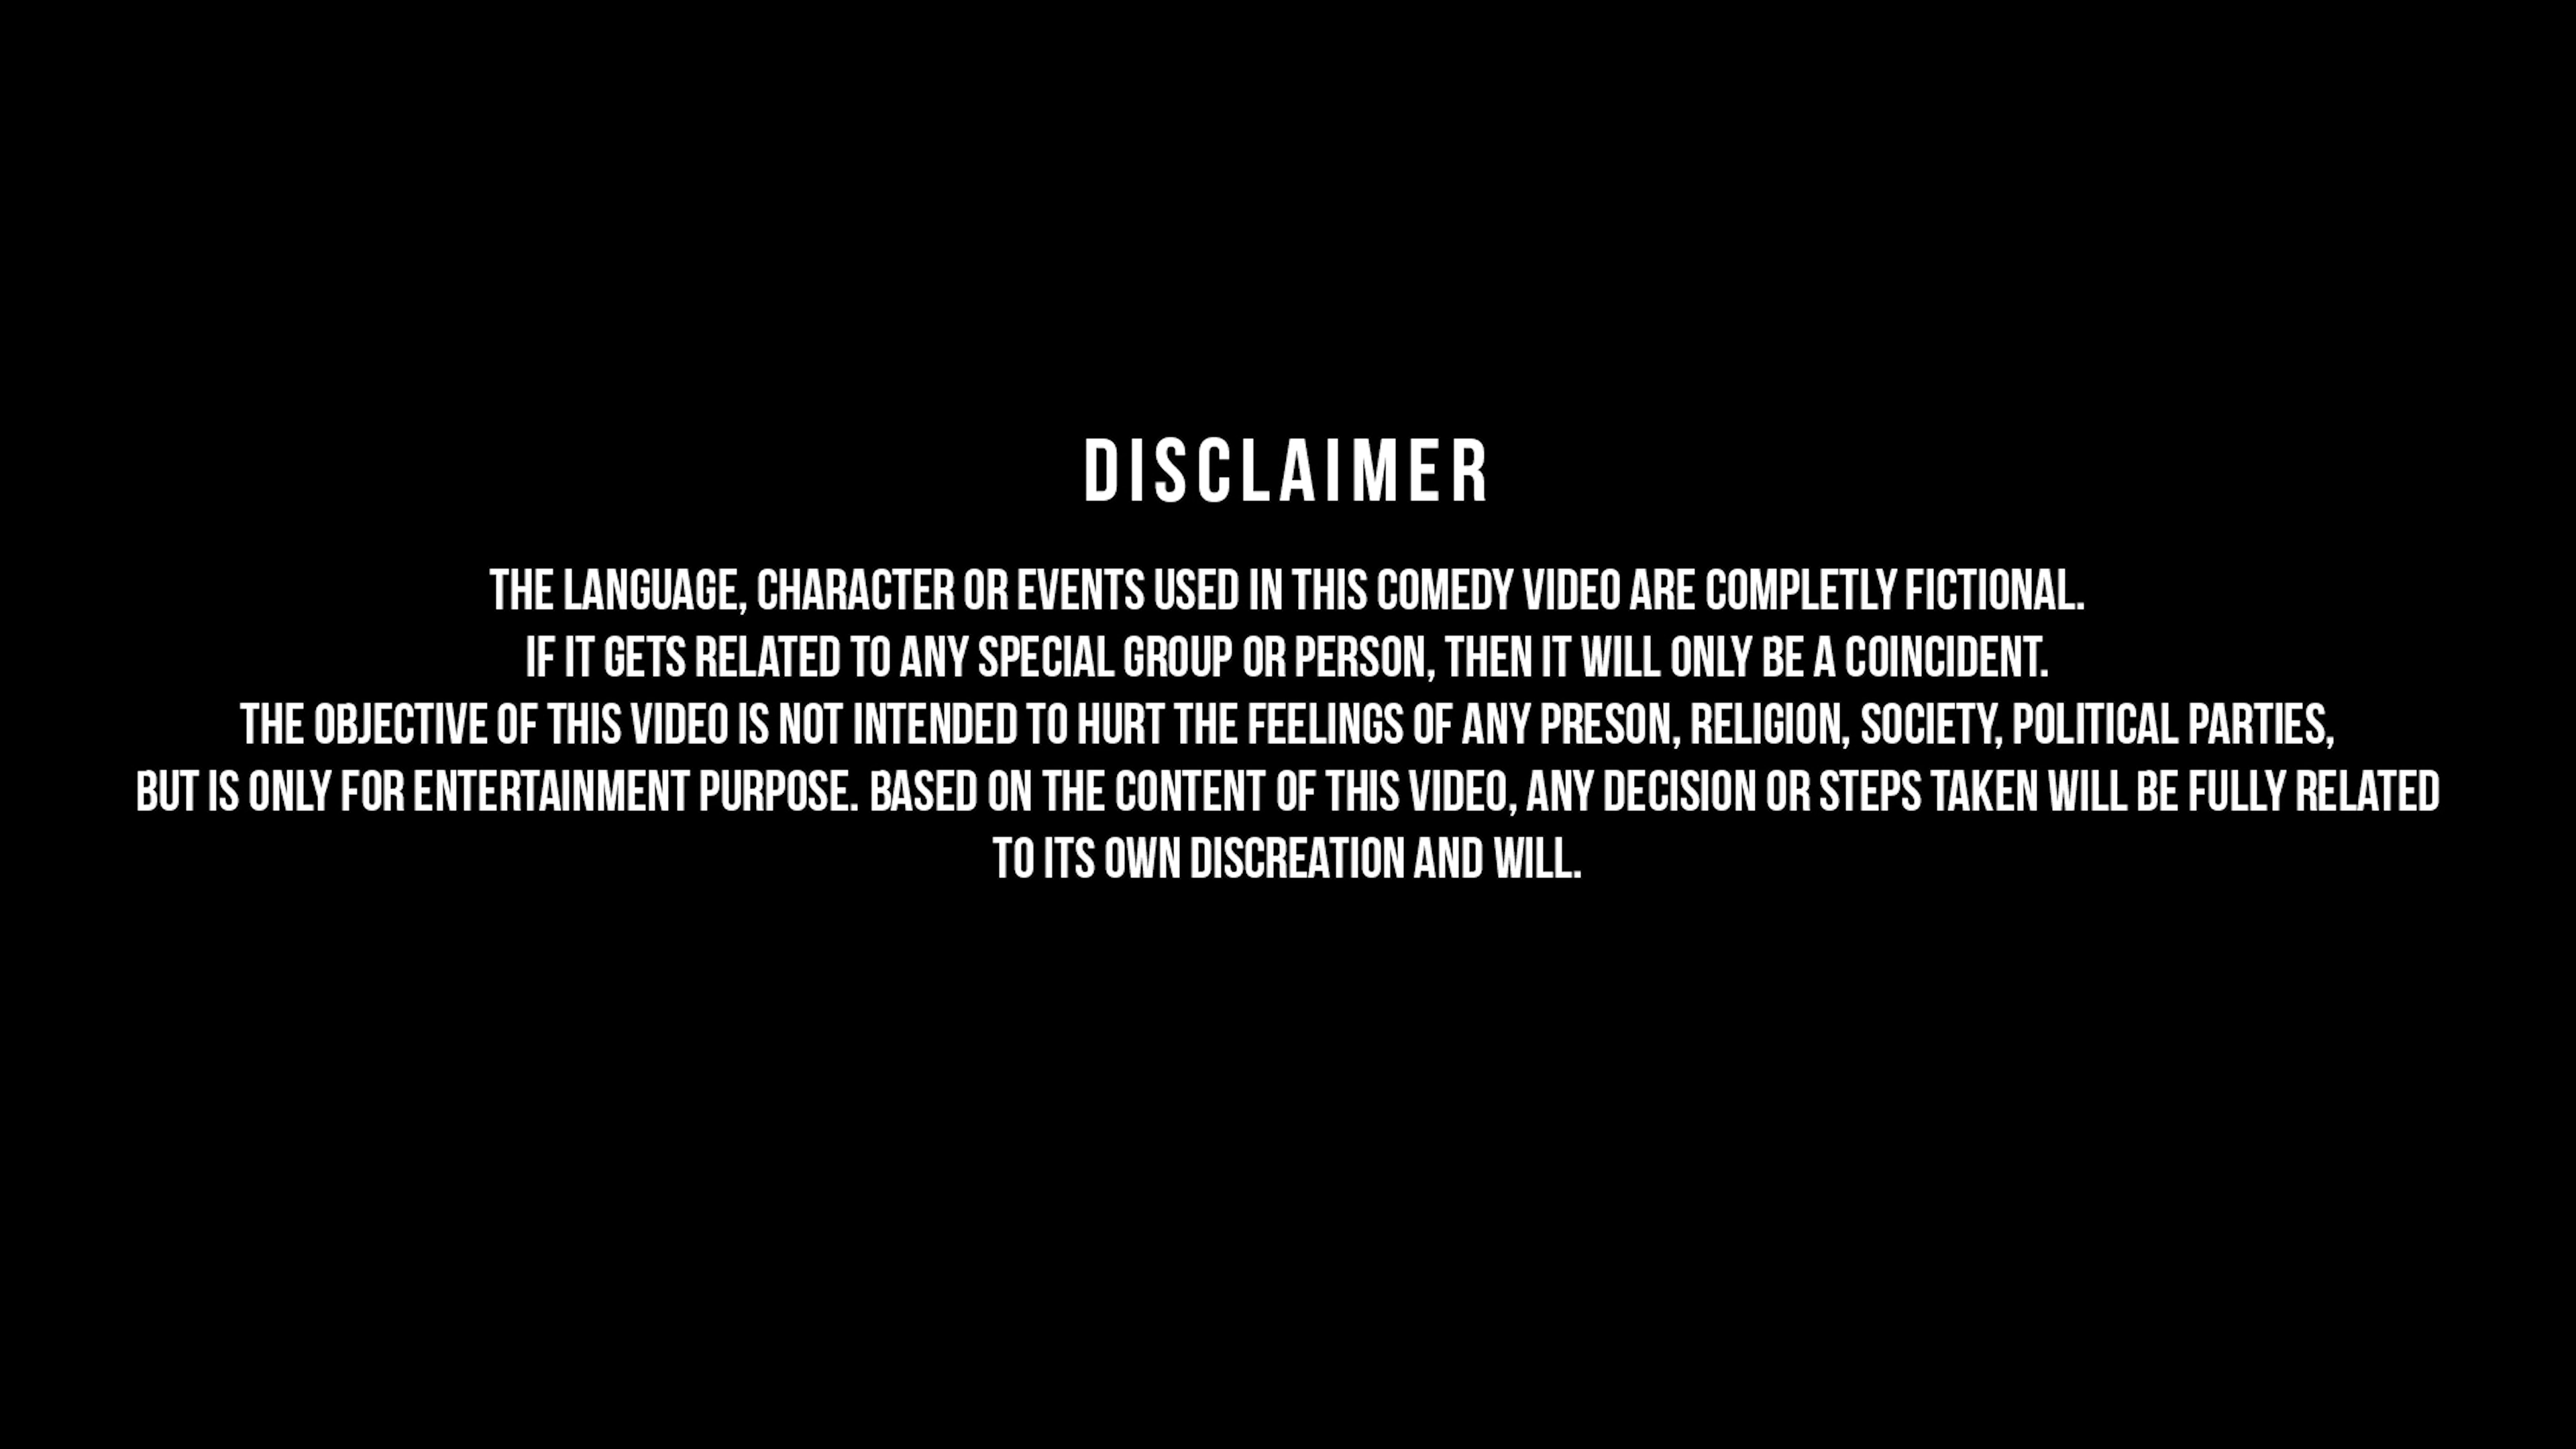 DISCLAIMER
THE LANGUAGE, CHARACTER OR EVENTS USED IN THIS COMEDY VIDEO ARE COMPLETLY FICTIONAL.
IF IT GETS RELATED TO ANY SPECIAL GROUP OR PERSON, THEN IT WILL ONLY BE A COINCIDENT.
THE OBJECTIVE OF THIS VIDEO IS NOT INTENDED TO HURT THE FEELINGS OF ANY PRESON, RELIGION, SOCIETY, POLITICAL PARTIES,
BUT IS ONLY FOR ENTERTAINMENT PURPOSE. BASED ON THE CONTENT OF THIS VIDEO, ANY DECISION OR STEPS TAKEN WILL BE FULLY RELATED
TO ITS OWN DISCREATION AND WILL.